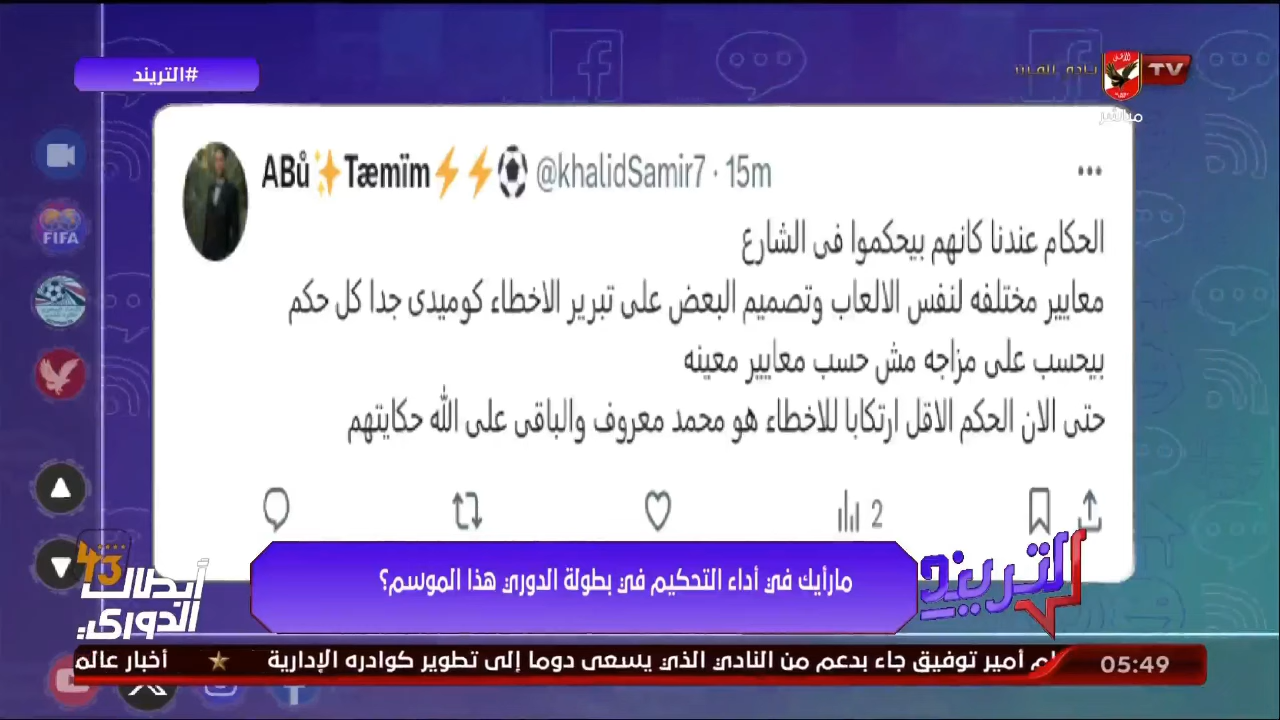 #التريند
TV
نادي القرن
مباشر
ABů✨Tæmïm⚡⚡⚽ @khalidSamir7 · 15m
الحكام عندنا كانهم بيحكموا فى الشارع
معايير مختلفه لنفس الالعاب وتصميم البعض على تبرير الاخطاء كوميدى جدا كل حكم
بيحسب على مزاجه مش حسب معايير معينه
حتى الان الحكم الاقل ارتكابا للاخطاء هو محمد معروف والباقى على الله حكايتهم
2
FIFA
43
أبطال
الدوري
مارأيك في أداء التحكيم في بطولة الدوري هذا الموسم؟
التريند
أمير توفيق جاء بدعم من النادي الذي يسعى دوما إلى تطوير كوادره الإدارية ★ أخبار عالم
05:49